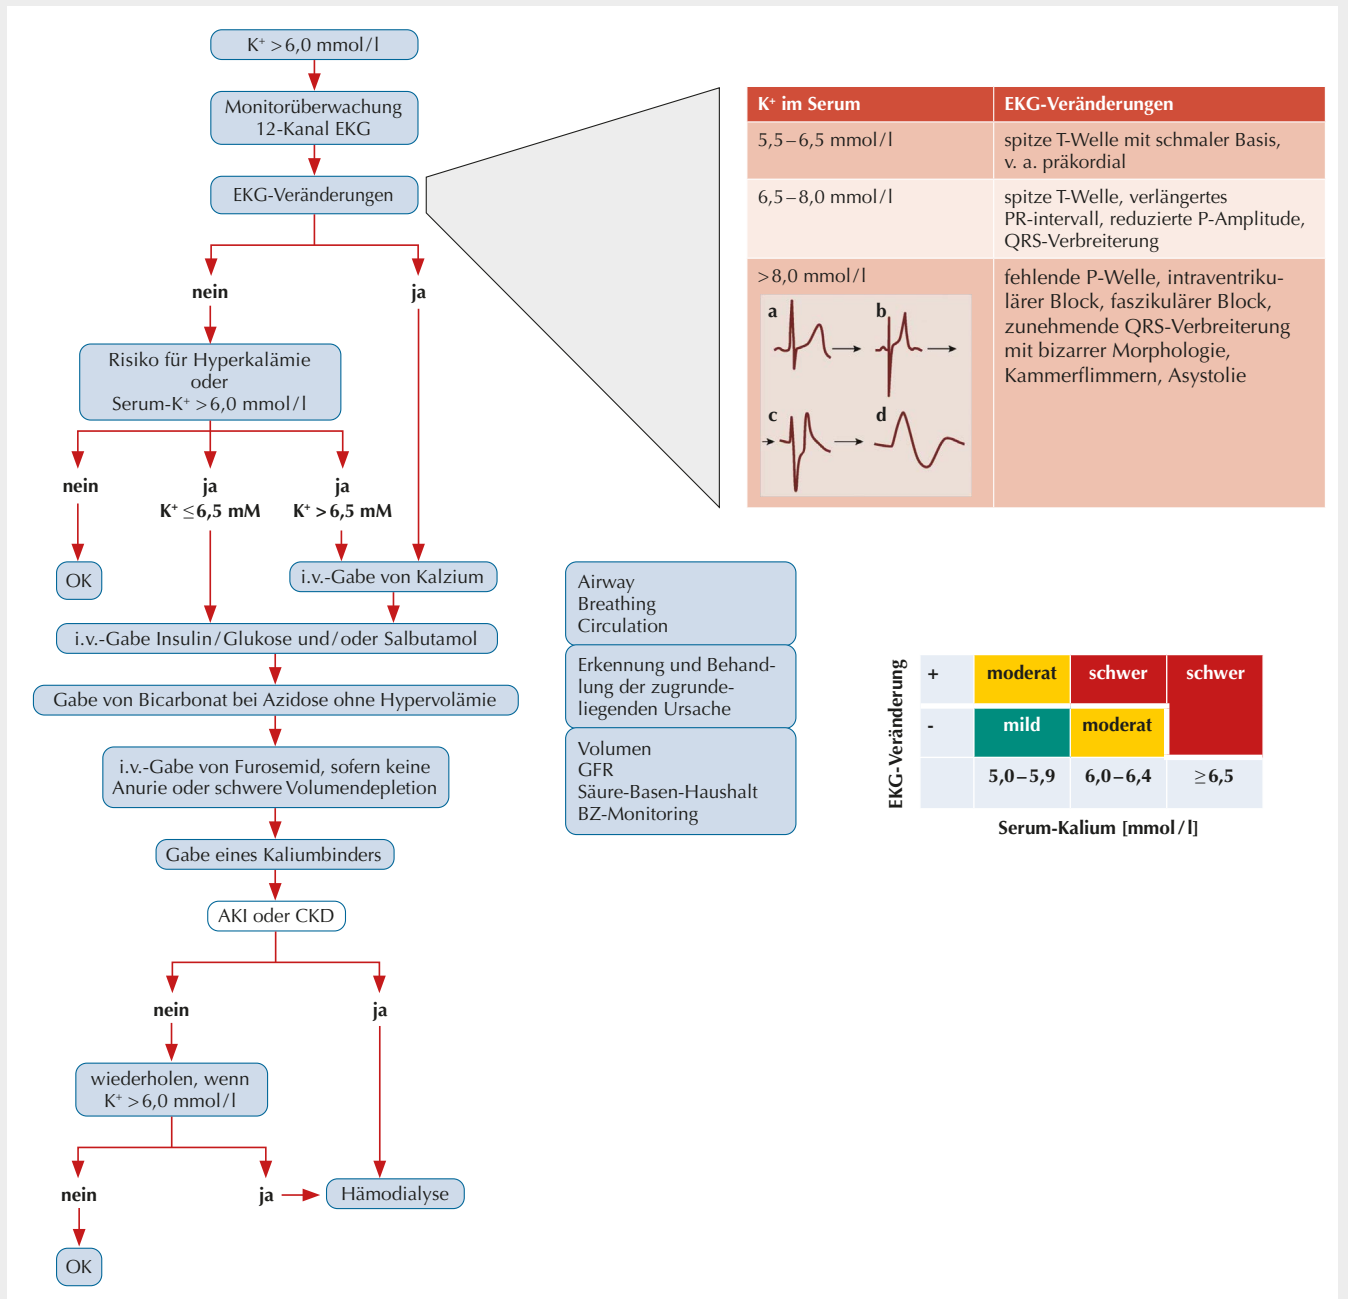 K⁺ >6,0 mmol/l
Monitorüberwachung
12-Kanal EKG
EKG-Veränderungen
nein
ja
Risiko für Hyperkalämie
oder
Serum-K⁺ >6,0 mmol/l
nein
ja
K⁺ ≤6,5 mM
ja
K⁺ >6,5 mM
OK
i.v.-Gabe von Kalzium
i.v.-Gabe Insulin/Glukose und/oder Salbutamol
Gabe von Bicarbonat bei Azidose ohne Hypervolämie
i.v.-Gabe von Furosemid, sofern keine
Anurie oder schwere Volumendepletion
Gabe eines Kaliumbinders
AKI oder CKD
nein
ja
wiederholen, wenn
K⁺ >6,0 mmol/l
nein
ja
Hämodialyse
OK
K⁺ im Serum
EKG-Veränderungen
5,5–6,5 mmol/l
spitze T-Welle mit schmaler Basis,
v. a. präkordial
6,5–8,0 mmol/l
spitze T-Welle, verlängertes
PR-intervall, reduzierte P-Amplitude,
QRS-Verbreiterung
>8,0 mmol/l
a
b
c
d
fehlende P-Welle, intraventriku-
lärer Block, faszikulärer Block,
zunehmende QRS-Verbreiterung
mit bizarrer Morphologie,
Kammerflimmern, Asystolie
Airway
Breathing
Circulation
Erkennung und Behand-
lung der zugrunde-
liegenden Ursache
Volumen
GFR
Säure-Basen-Haushalt
BZ-Monitoring
EKG-Veränderung
+
moderat
schwer
schwer
-
mild
moderat
5,0–5,9
6,0–6,4
≥6,5
Serum-Kalium [mmol/l]